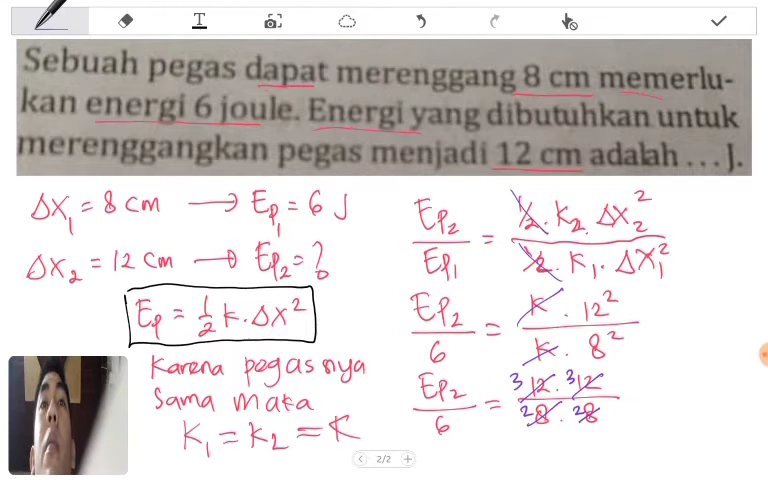 Sebuah pegas dapat merenggang 8 cm memerlu-
kan energi 6 joule. Energi yang dibutuhkan untuk
merenggangkan pegas menjadi 12 cm adalah ... J.
Δx₁ = 8 cm → Ep₁ = 6 J
Δx₂ = 12 cm → Ep₂ = ?
Ep = 1/2 k . Δx²
Karena pegasnya
sama maka
K₁ = K₂ = K
Ep₂/Ep₁ = 1/2 . K₂ . Δx₂² / 1/2 . K₁ . Δx₁²
Ep₂/6 = K . 12² / K . 8²
Ep₂/6 = 3 12 . 3 12 / 2 8 . 2 8
2/2